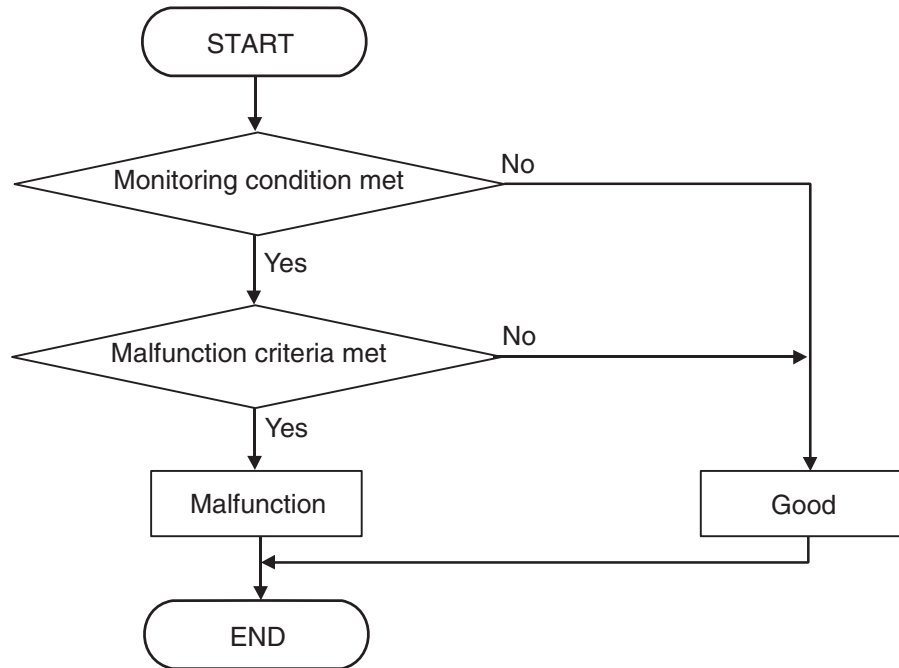 START
Monitoring condition met
No
Yes
Malfunction criteria met
No
Yes
Malfunction
Good
END